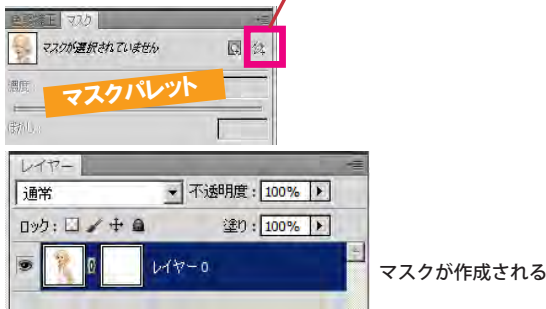 色調補正 マスク
マスクが選択されていません
濃度:
マスクパレット
ぼかし:
レイヤー
通常 不透明度: 100%
ロック: 塗り: 100%
レイヤー 0
マスクが作成される